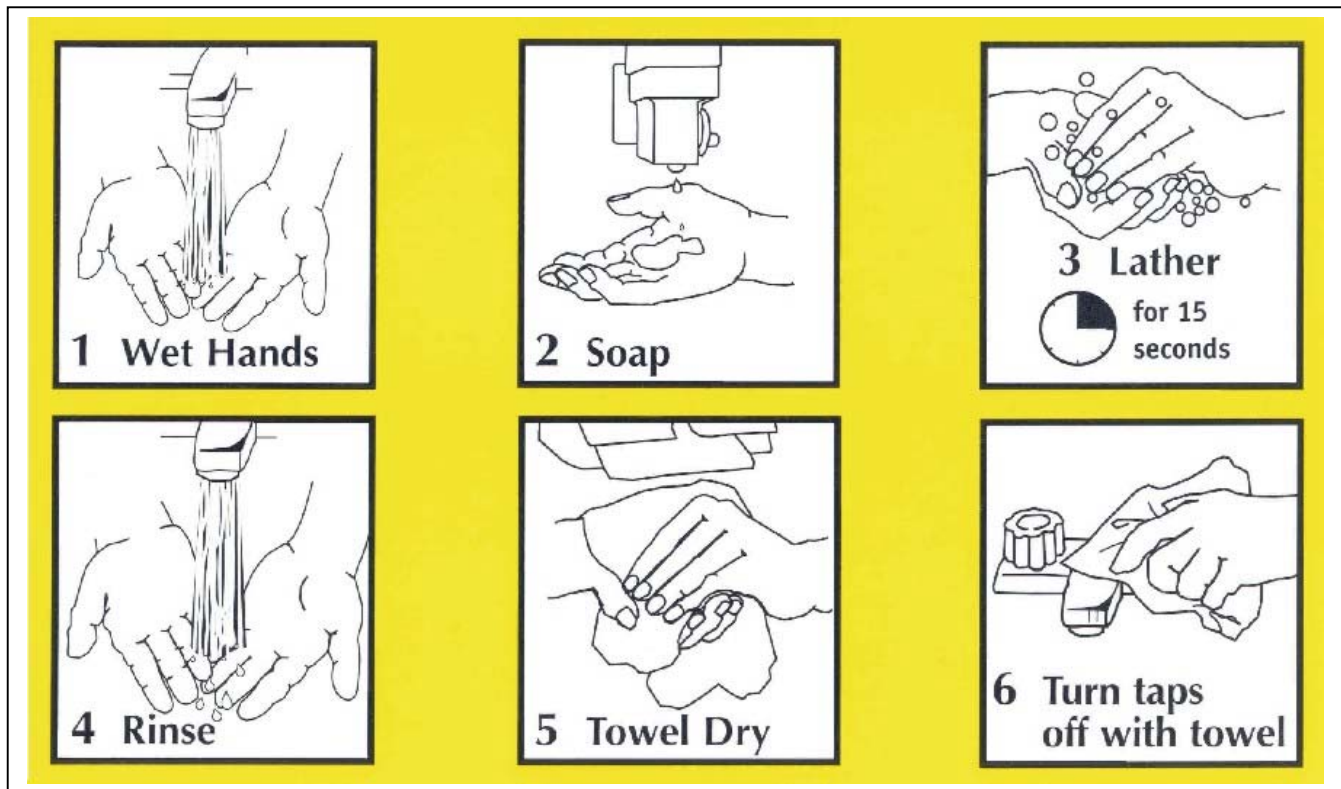 1 Wet Hands
2 Soap
3 Lather
for 15
seconds
4 Rinse
5 Towel Dry
6 Turn taps
off with towel